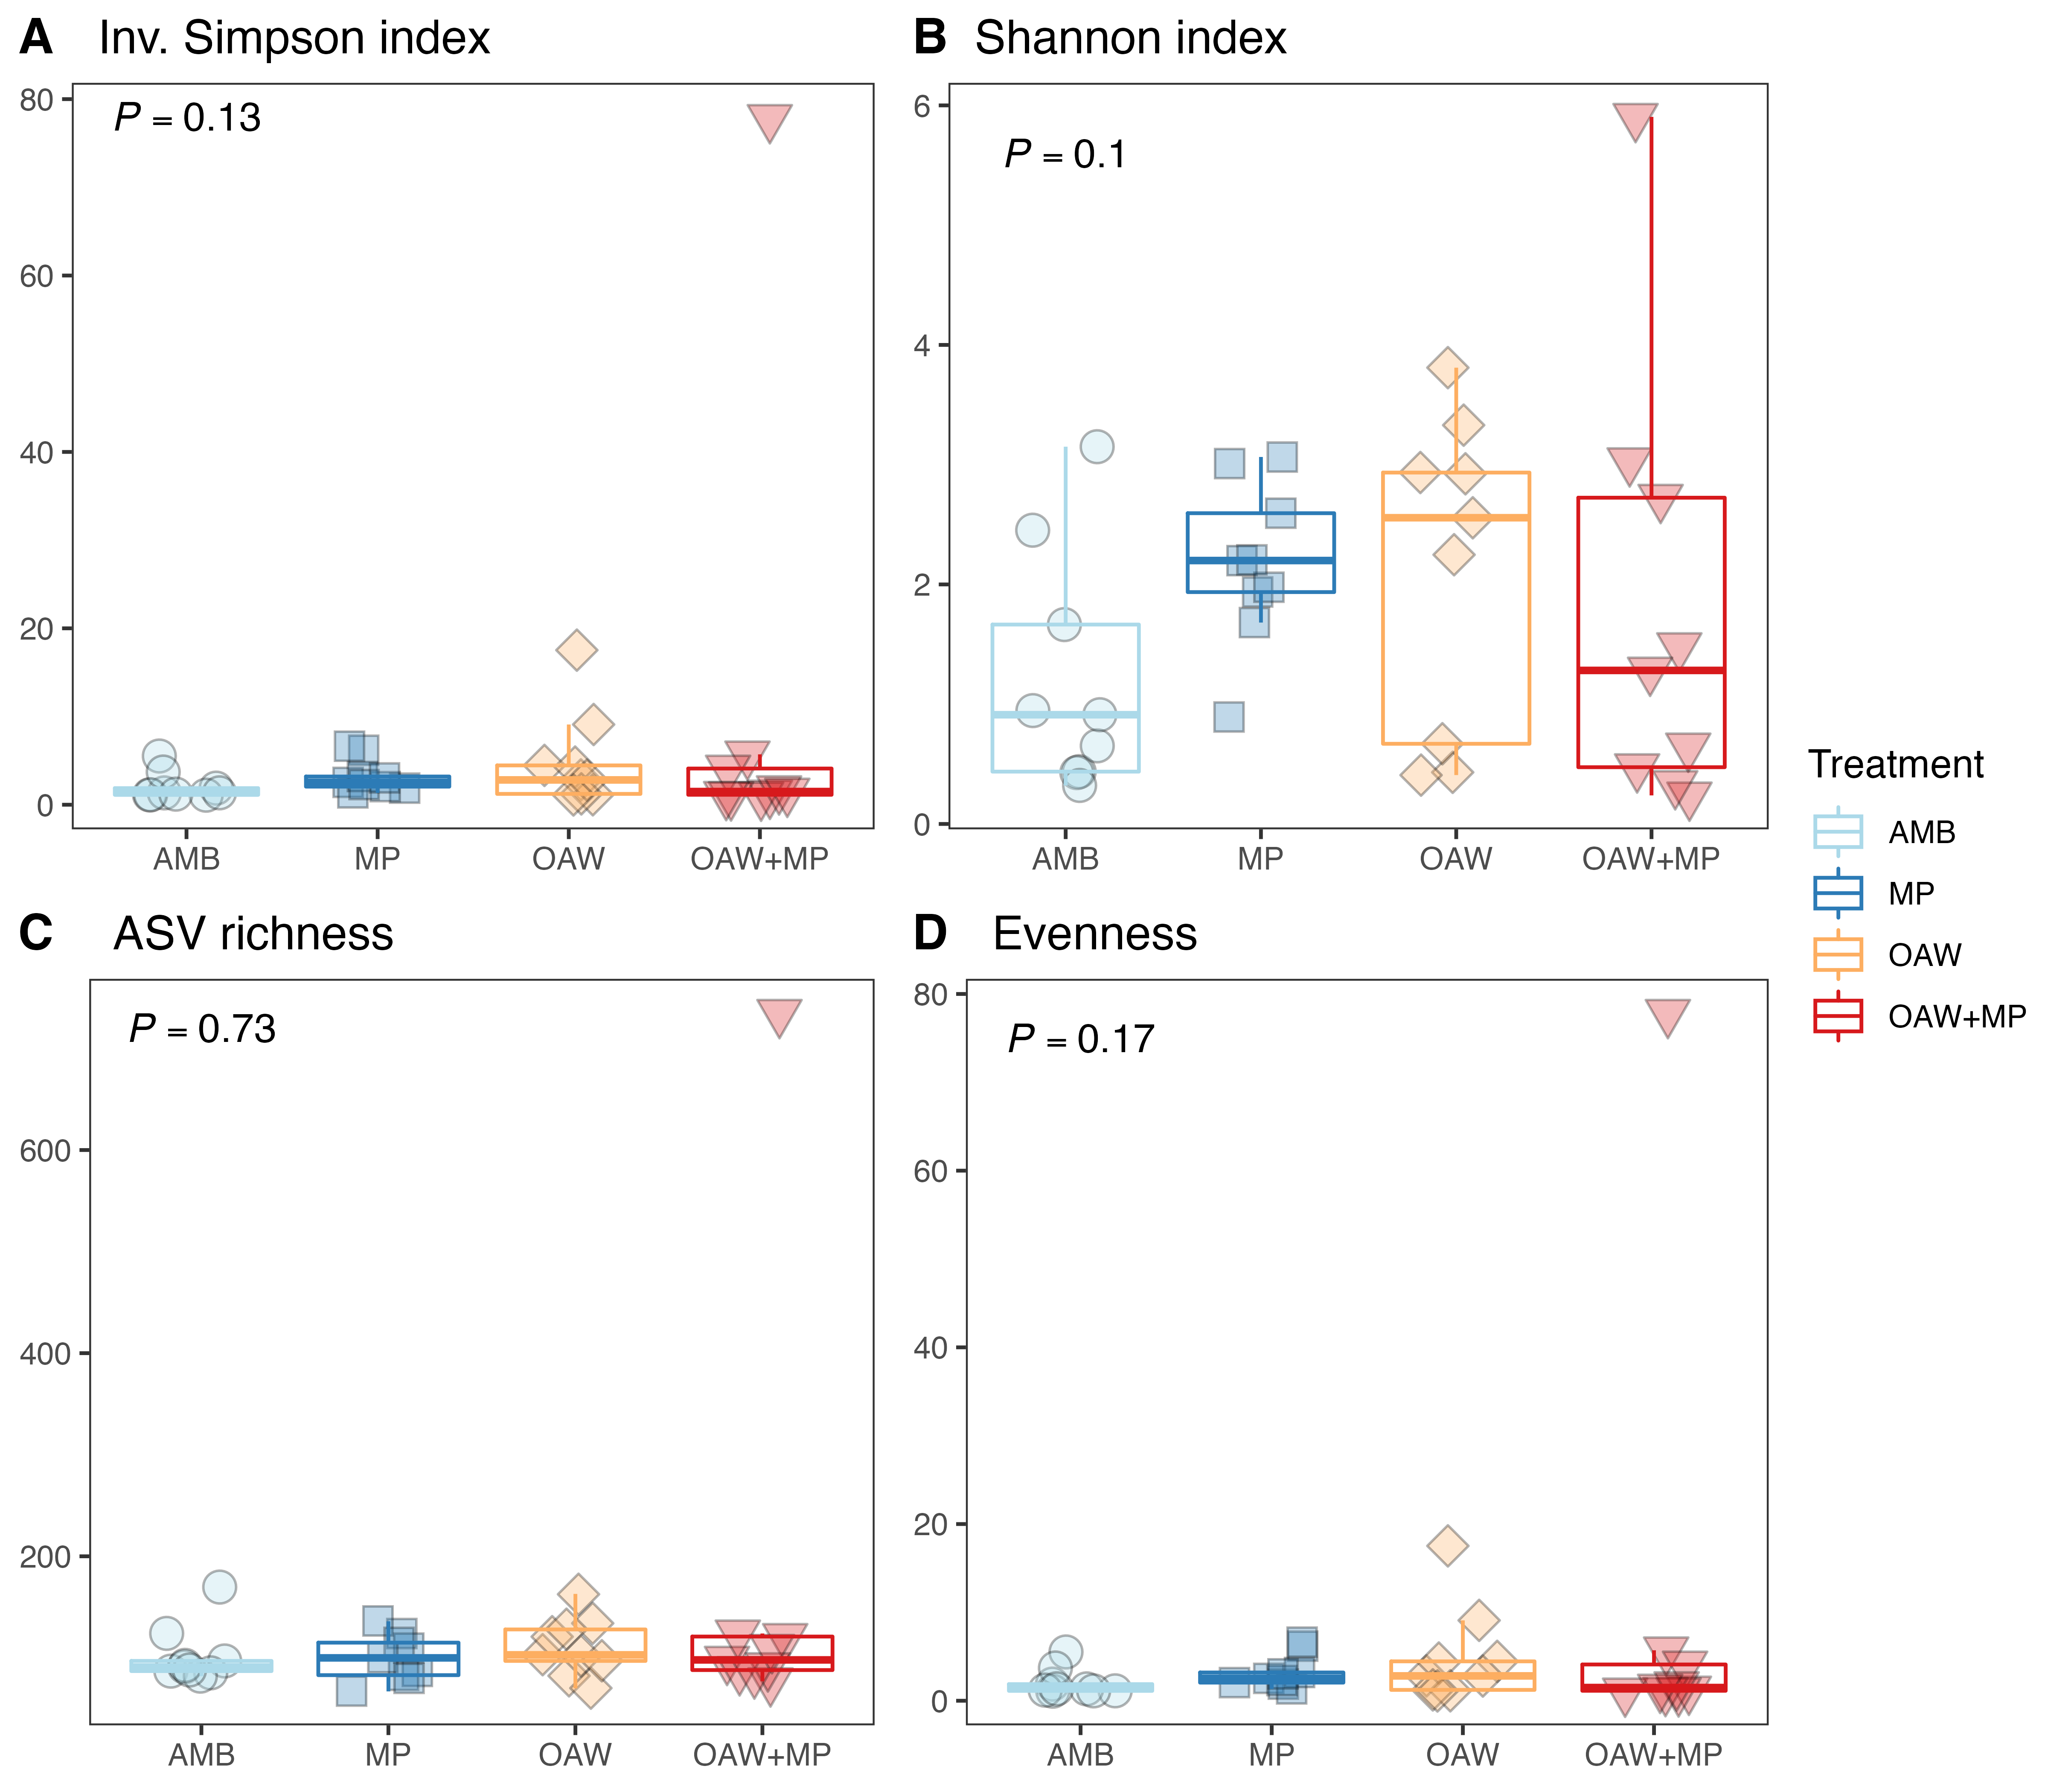 A Inv. Simpson index
P = 0.13
80
60
40
20
0
AMB MP OAW OAW+MP
B Shannon index
P = 0.1
6
4
2
0
AMB MP OAW OAW+MP
C ASV richness
P = 0.73
600
400
200
AMB MP OAW OAW+MP
D Evenness
P = 0.17
80
60
40
20
0
AMB MP OAW OAW+MP
Treatment
AMB
MP
OAW
OAW+MP